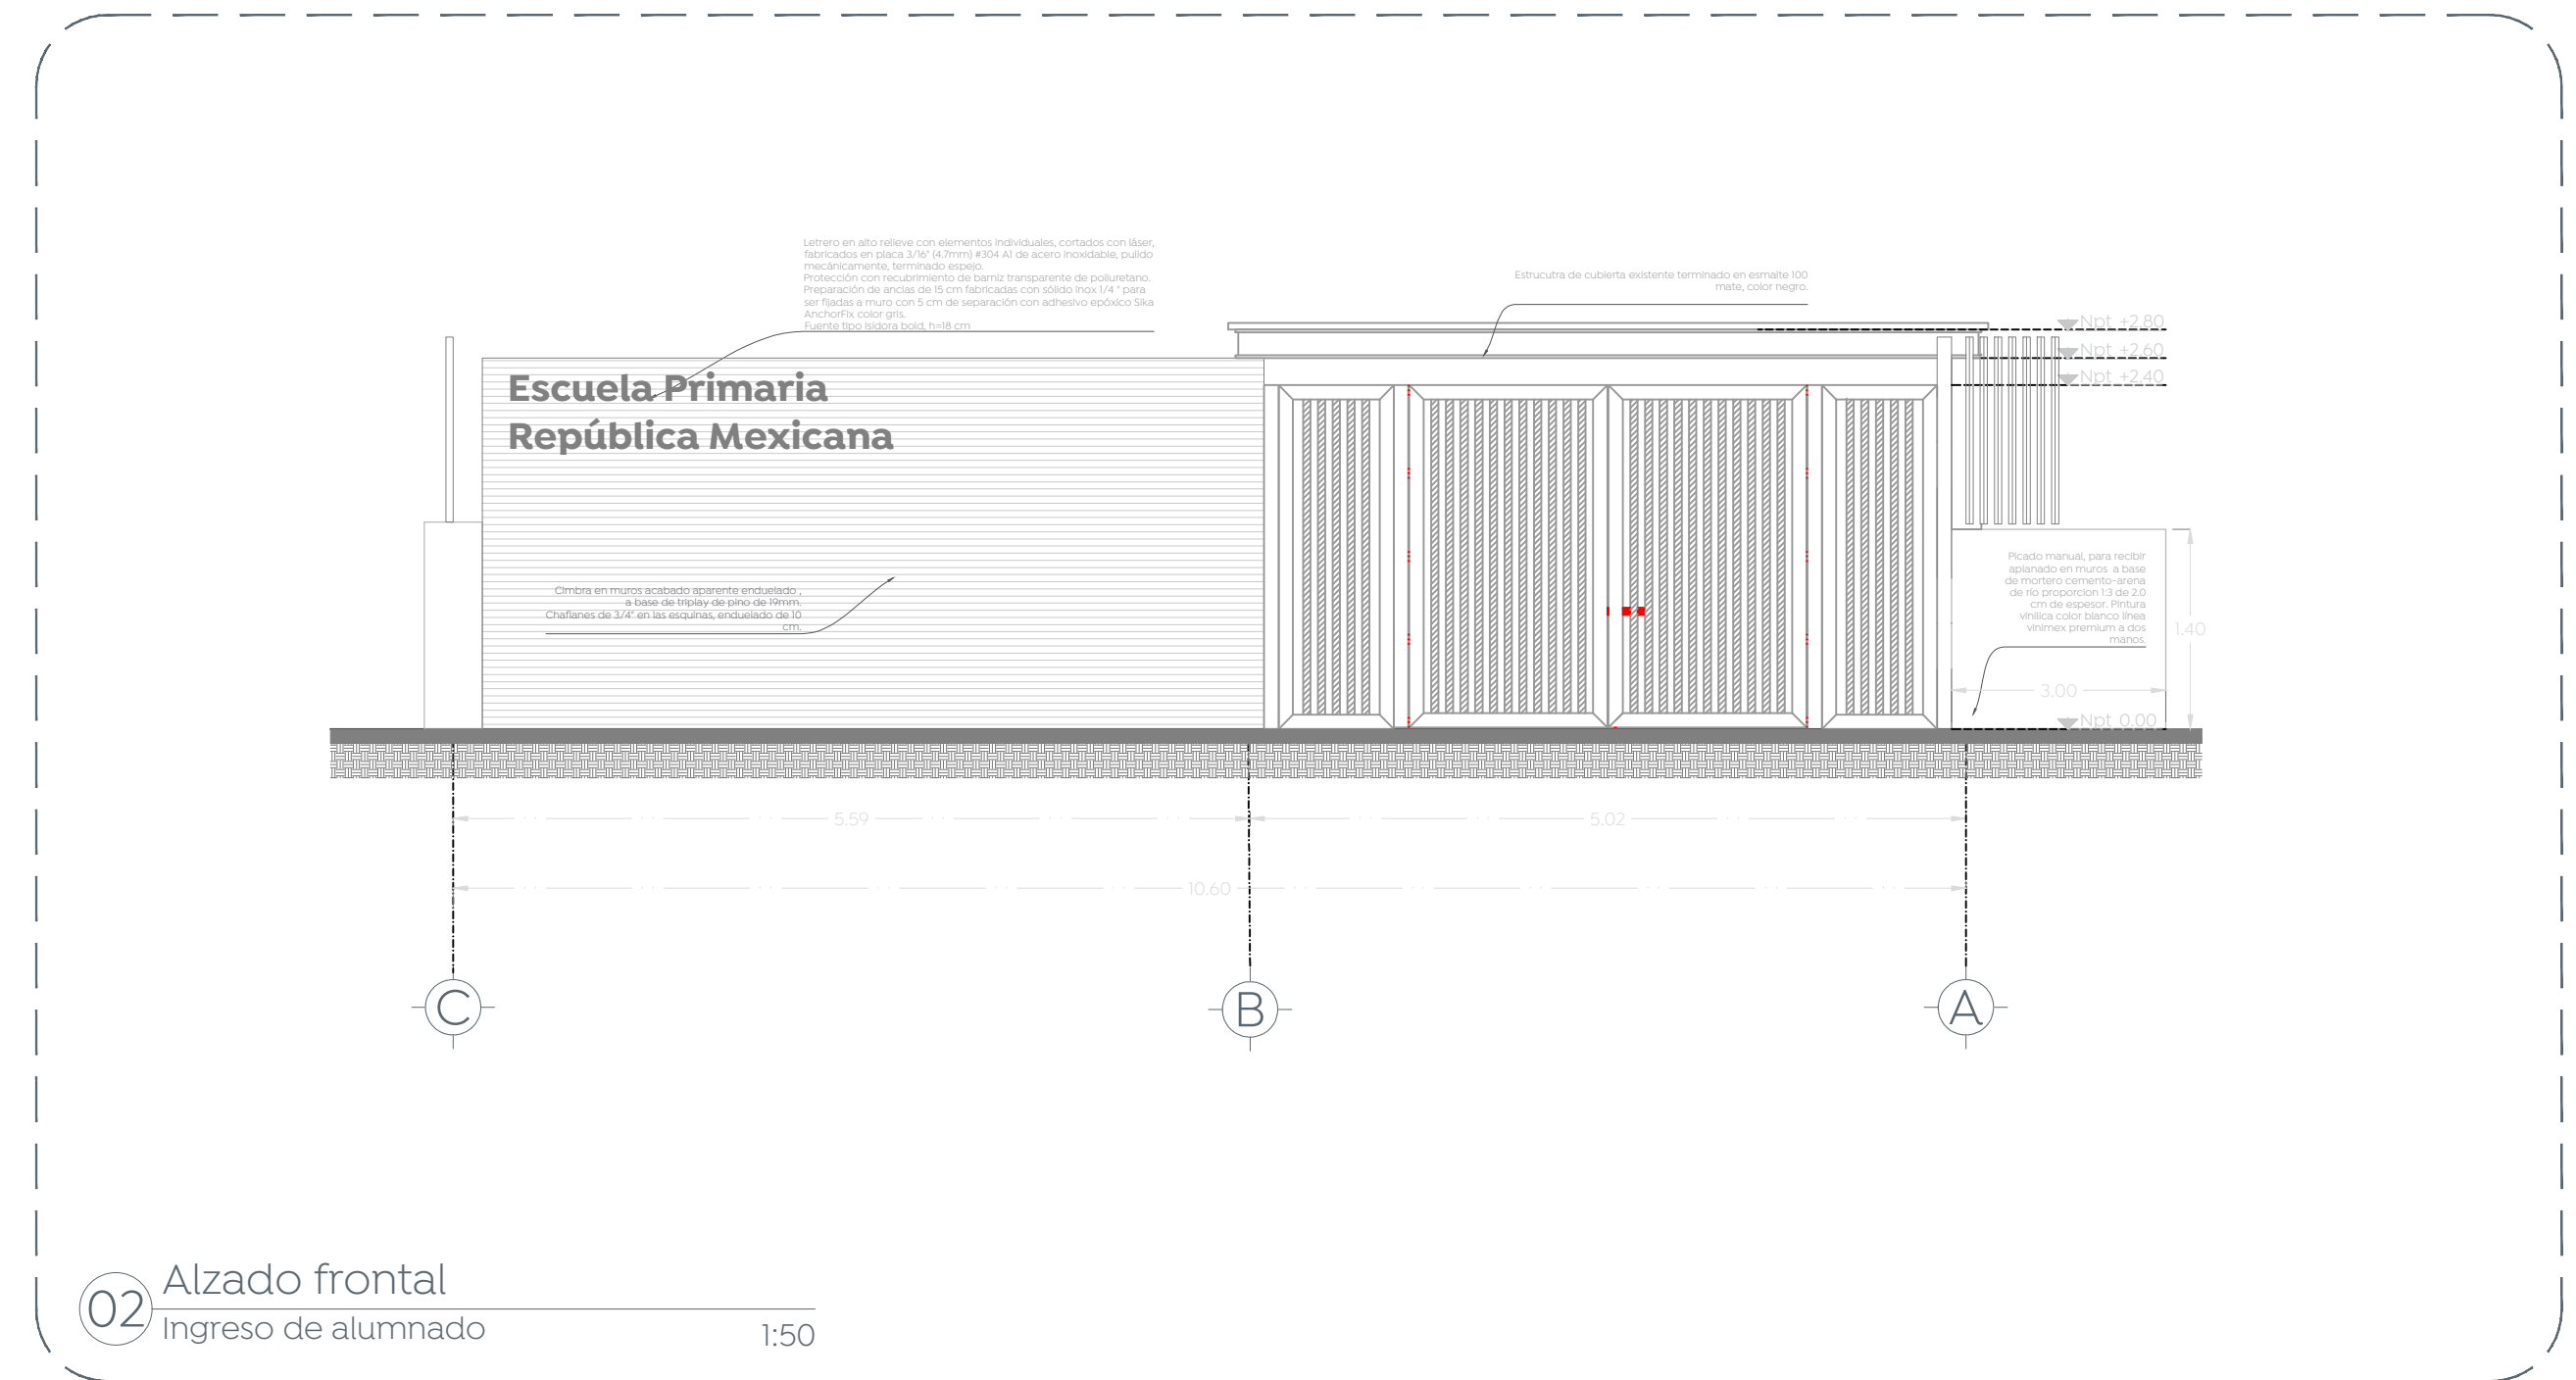 Letrero en alto relieve con elementos individuales, cortados con láser,
fabricados en placa 3/16" (4.7mm) #304 A1 de acero inoxidable, pulido
mecánicamente, terminado espejo.
Protección con recubrimiento de barniz transparente de poliuretano.
Preparación de anclas de 15 cm fabricadas con sólido inox 1/4 " para
ser fijadas a muro con 5 cm de separación con adhesivo epóxico Sika
AnchorFix color gris.
Fuente tipo Isidora bold, h=18 cm
Estrucutra de cubierta existente terminado en esmalte 100
mate, color negro.
Npt +2.80
Npt +2.60
Npt +2.40
Escuela Primaria
República Mexicana
Cimbra en muros acabado aparente enduelado ,
a base de triplay de pino de 19mm.
Chaflanes de 3/4" en las esquinas, enduelado de 10
cm.
Picado manual, para recibir
aplanado en muros a base
de mortero cemento-arena
de río proporcion 1:3 de 2.0
cm de espesor. Pintura
vinílica color blanco línea
vinimex premium a dos
manos.
1.40
3.00
Npt 0.00
5.59
5.02
10.60
C
B
A
02
Alzado frontal
Ingreso de alumnado
1:50